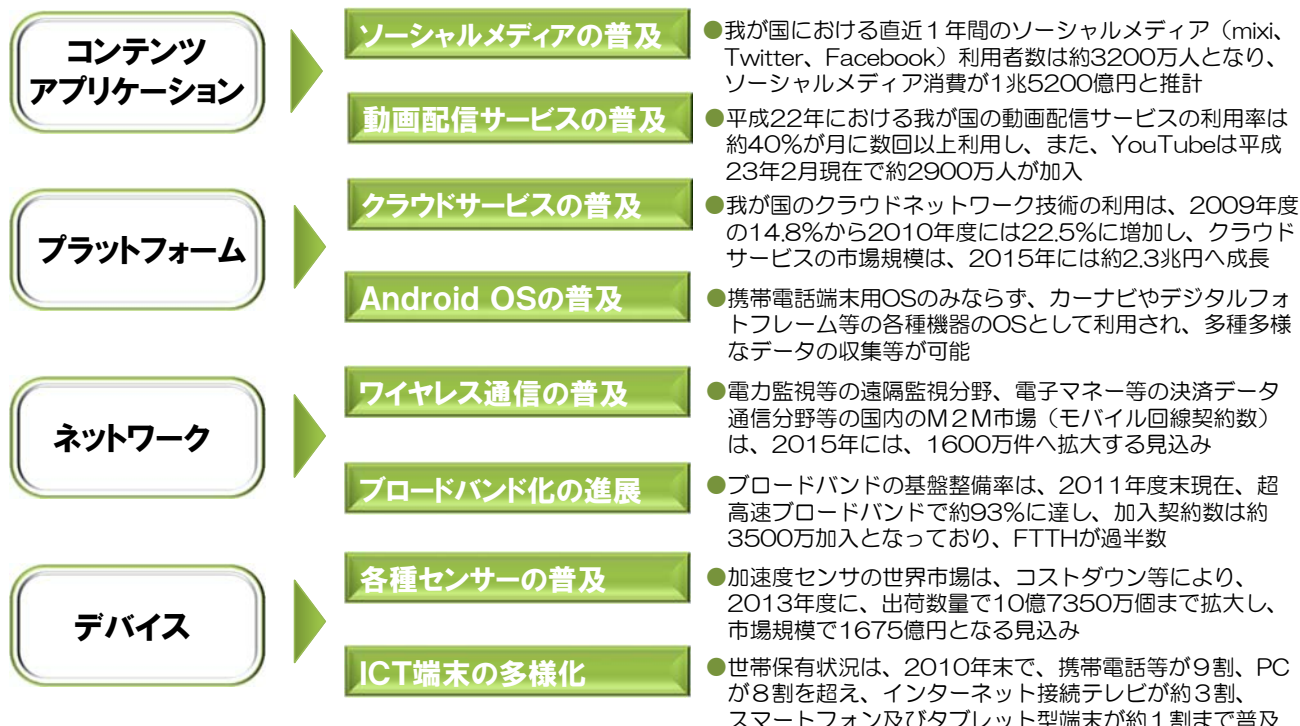 コンテンツ
アプリケーション
ソーシャルメディアの普及
●我が国における直近１年間のソーシャルメディア（mixi、
Twitter、Facebook）利用者数は約3200万人となり、
ソーシャルメディア消費が1兆5200億円と推計
動画配信サービスの普及
●平成22年における我が国の動画配信サービスの利用率は
約40％が月に数回以上利用し、また、YouTubeは平成
23年2月現在で約2900万人が加入
プラットフォーム
クラウドサービスの普及
●我が国のクラウドネットワーク技術の利用は、2009年度
の14.8％から2010年度には22.5％に増加し、クラウド
サービスの市場規模は、2015年には約2.3兆円へ成長
Android OSの普及
●携帯電話端末用OSのみならず、カーナビやデジタルフォ
トフレーム等の各種機器のOSとして利用され、多種多様
なデータの収集等が可能
ネットワーク
ワイヤレス通信の普及
●電力監視等の遠隔監視分野、電子マネー等の決済データ
通信分野等の国内のＭ２Ｍ市場（モバイル回線契約数）
は、2015年には、1600万件へ拡大する見込み
ブロードバンド化の進展
●ブロードバンドの基盤整備率は、2011年度末現在、超
高速ブロードバンドで約93％に達し、加入契約数は約
3500万加入となっており、FTTHが過半数
デバイス
各種センサーの普及
●加速度センサの世界市場は、コストダウン等により、
2013年度に、出荷数量で10億7350万個まで拡大し、
市場規模で1675億円となる見込み
ICT端末の多様化
●世帯保有状況は、2010年末で、携帯電話等が９割、PC
が８割を超え、インターネット接続テレビが約３割、
スマートフォン及びタブレット型端末が約１割まで普及